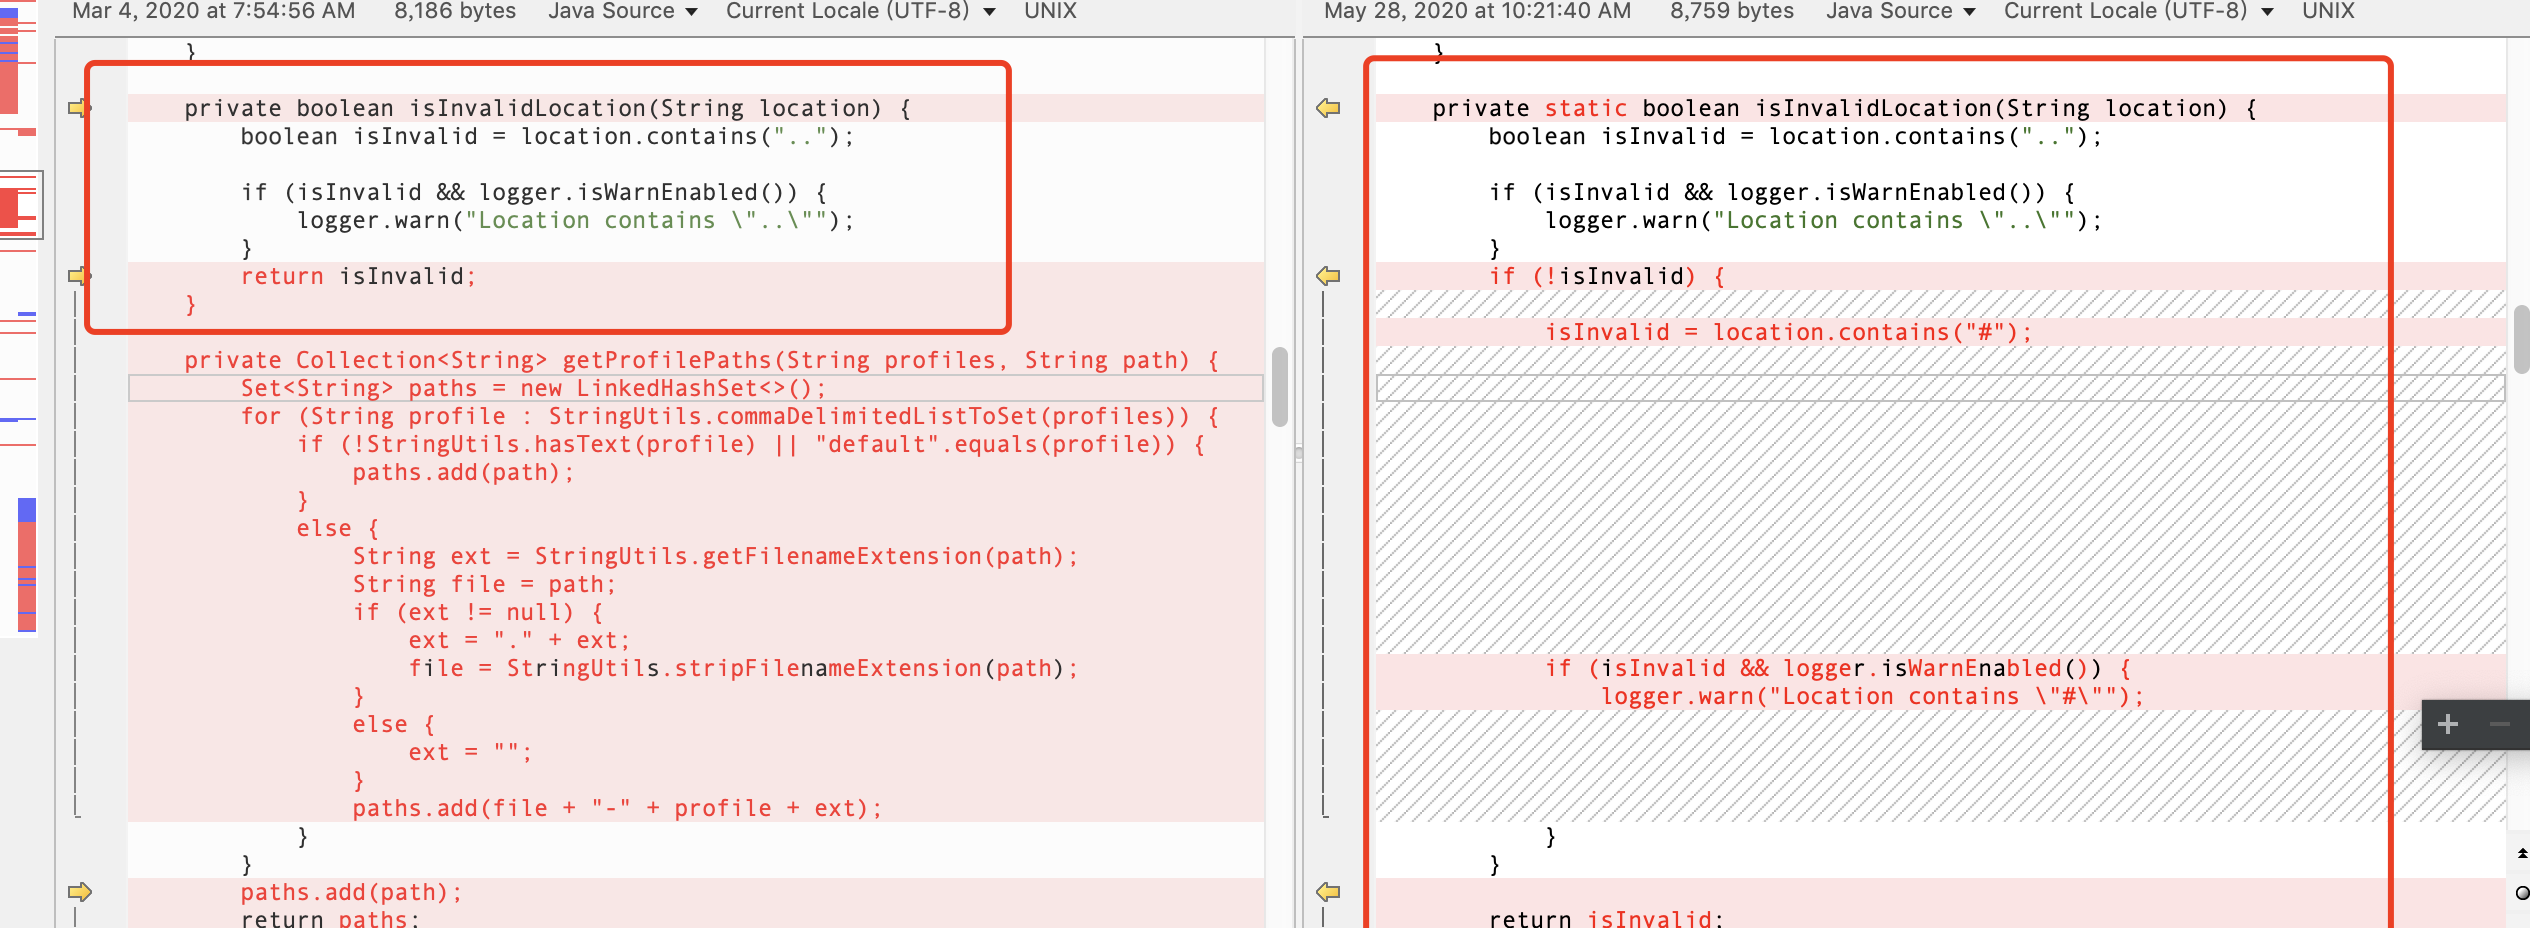 Mar 4, 2020 at 7:54:56 AM 8,186 bytes Java Source Current Locale (UTF-8) UNIX
}
private boolean isInvalidLocation(String location) {
boolean isInvalid = location.contains("..");
if (isInvalid && logger.isWarnEnabled()) {
logger.warn("Location contains \"..\"");
}
return isInvalid;
}
private Collection<String> getProfilePaths(String profiles, String path) {
Set<String> paths = new LinkedHashSet<>();
for (String profile : StringUtils.commaDelimitedListToSet(profiles)) {
if (!StringUtils.hasText(profile) || "default".equals(profile)) {
paths.add(path);
}
else {
String ext = StringUtils.getFilenameExtension(path);
String file = path;
if (ext != null) {
ext = "." + ext;
file = StringUtils.stripFilenameExtension(path);
}
else {
ext = "";
}
paths.add(file + "-" + profile + ext);
}
}
paths.add(path);
return paths;
May 28, 2020 at 10:21:40 AM 8,759 bytes Java Source Current Locale (UTF-8) UNIX
}
private static boolean isInvalidLocation(String location) {
boolean isInvalid = location.contains("..");
if (isInvalid && logger.isWarnEnabled()) {
logger.warn("Location contains \"..\"");
}
if (!isInvalid) {
isInvalid = location.contains("#");
if (isInvalid && logger.isWarnEnabled()) {
logger.warn("Location contains \"#\"");
}
}
return isInvalid;